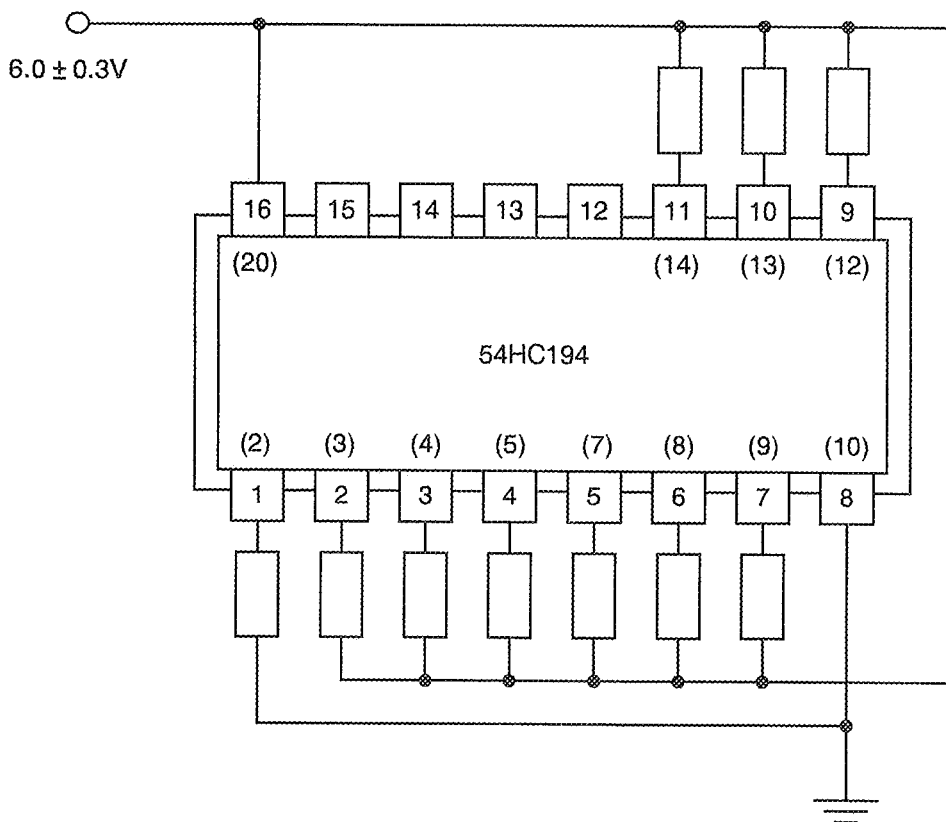 6.0 ± 0.3V
16 15 14 13 12 11 10 9
(20) (14) (13) (12)
54HC194
(2) (3) (4) (5) (7) (8) (9) (10)
1 2 3 4 5 6 7 8